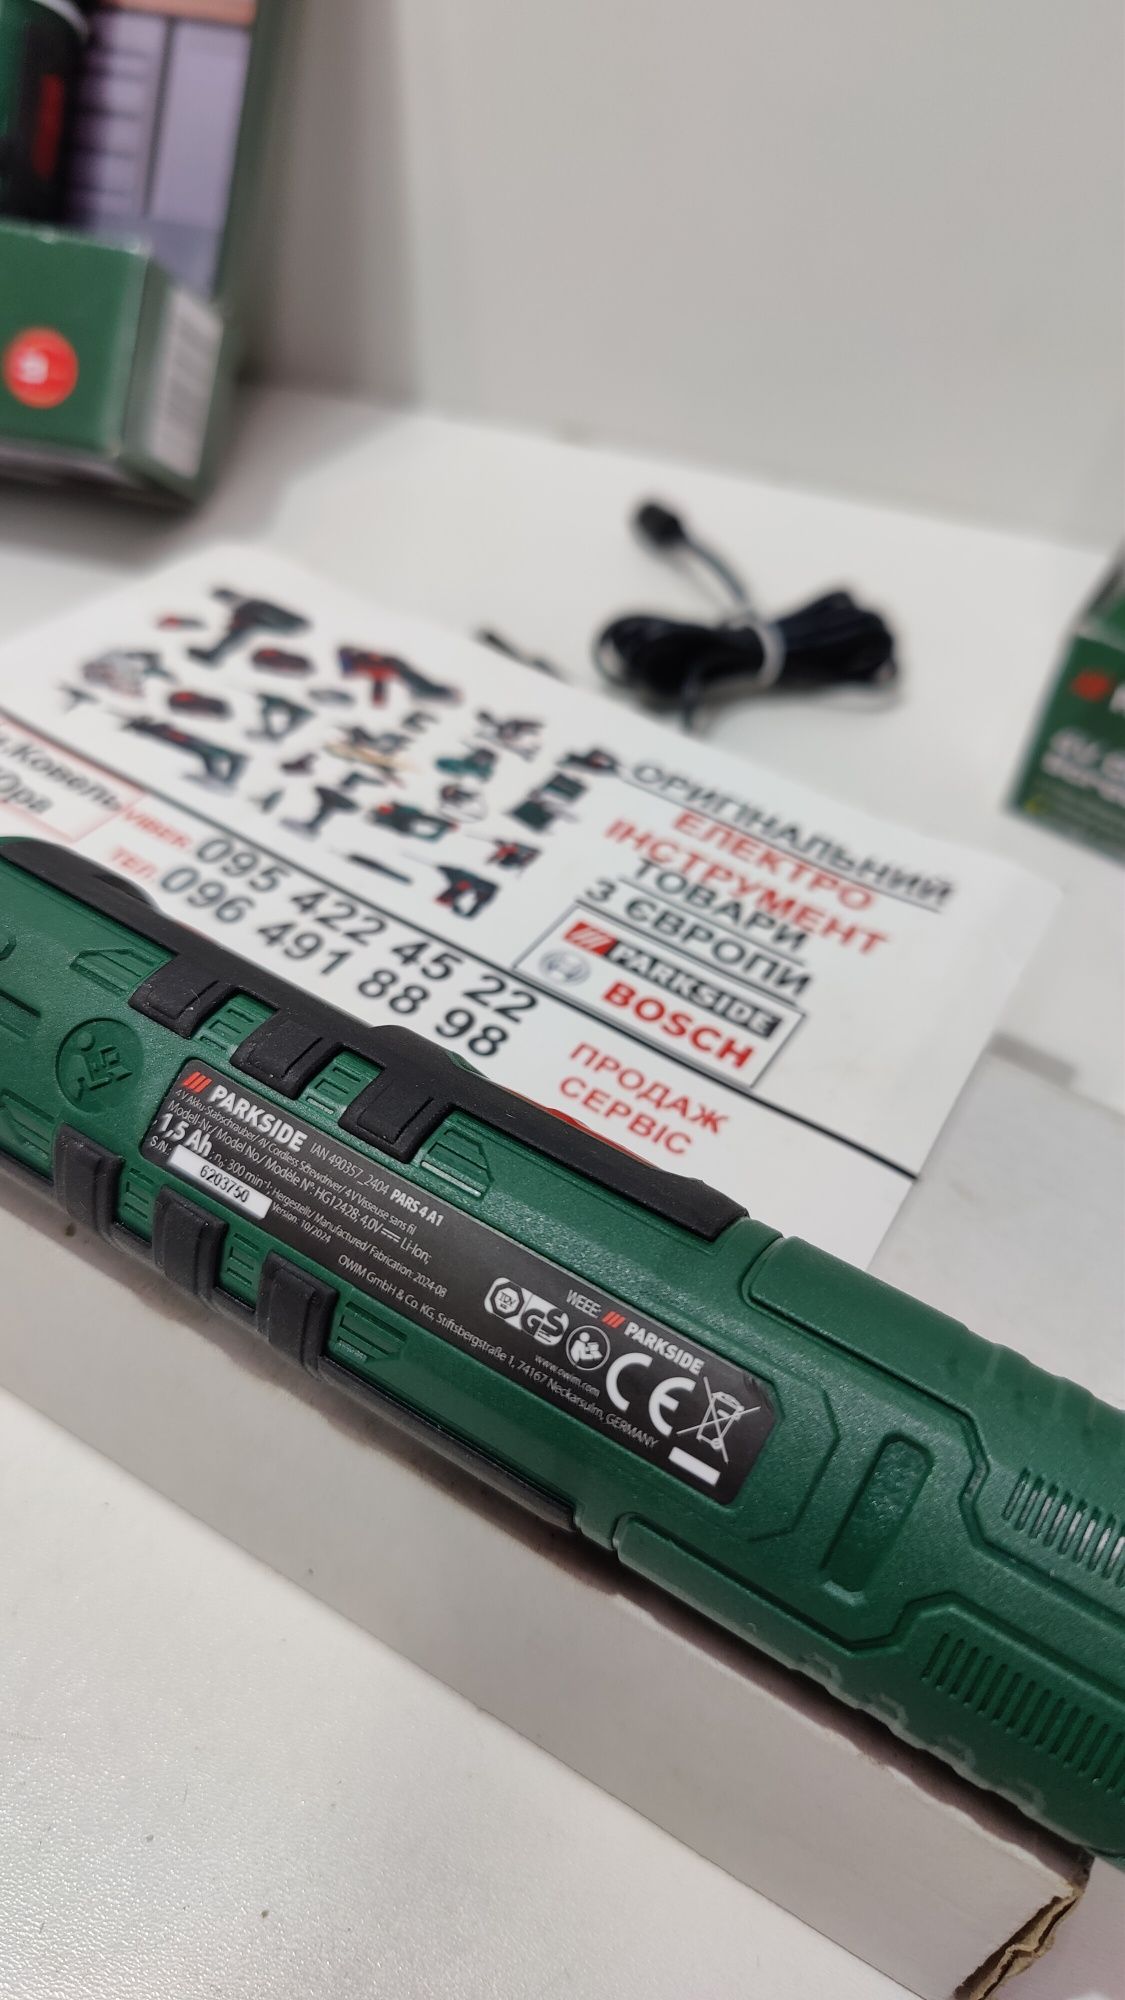 м.Ковель
Юра
VIBER 095 422 45 22
ТЕЛ 096 491 88 98
ОРИГІНАЛЬНИЙ
ЕЛЕКТРО
ІНСТРУМЕНТ
ТОВАРИ
З ЄВРОПИ
PARKSIDE
BOSCH
ПРОДАЖ
СЕРВІС
PARKSIDE IAN 490357_2404 PARS 4 A1
4V Akku-Stabschrauber/ 4V Cordless Screwdriver/ 4V Visseuse sans fil
Modell-Nr/ Model No/ Modèle N°: HG12428; 4,0V Li-Ion;
1,5 Ah; n₀: 300 min⁻¹; Hergestellt/ Manufactured/ Fabrication: 2024-08
S/N.: 6203750 Version: 10/2024
OWIM GmbH & Co. KG, Stiftsbergstraße 1, 74167 Neckarsulm, GERMANY
WEEE: PARKSIDE
TÜV GS CE
www.owim.com